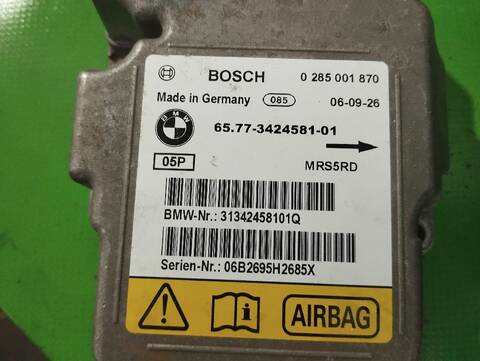 BOSCH 0 285 001 870
Made in Germany 085 06-09-26
BMW 65.77-3424581-01
05P MRS5RD
BMW-Nr.: 31342458101Q
Serien-Nr.: 06B2695H2685X
AIRBAG